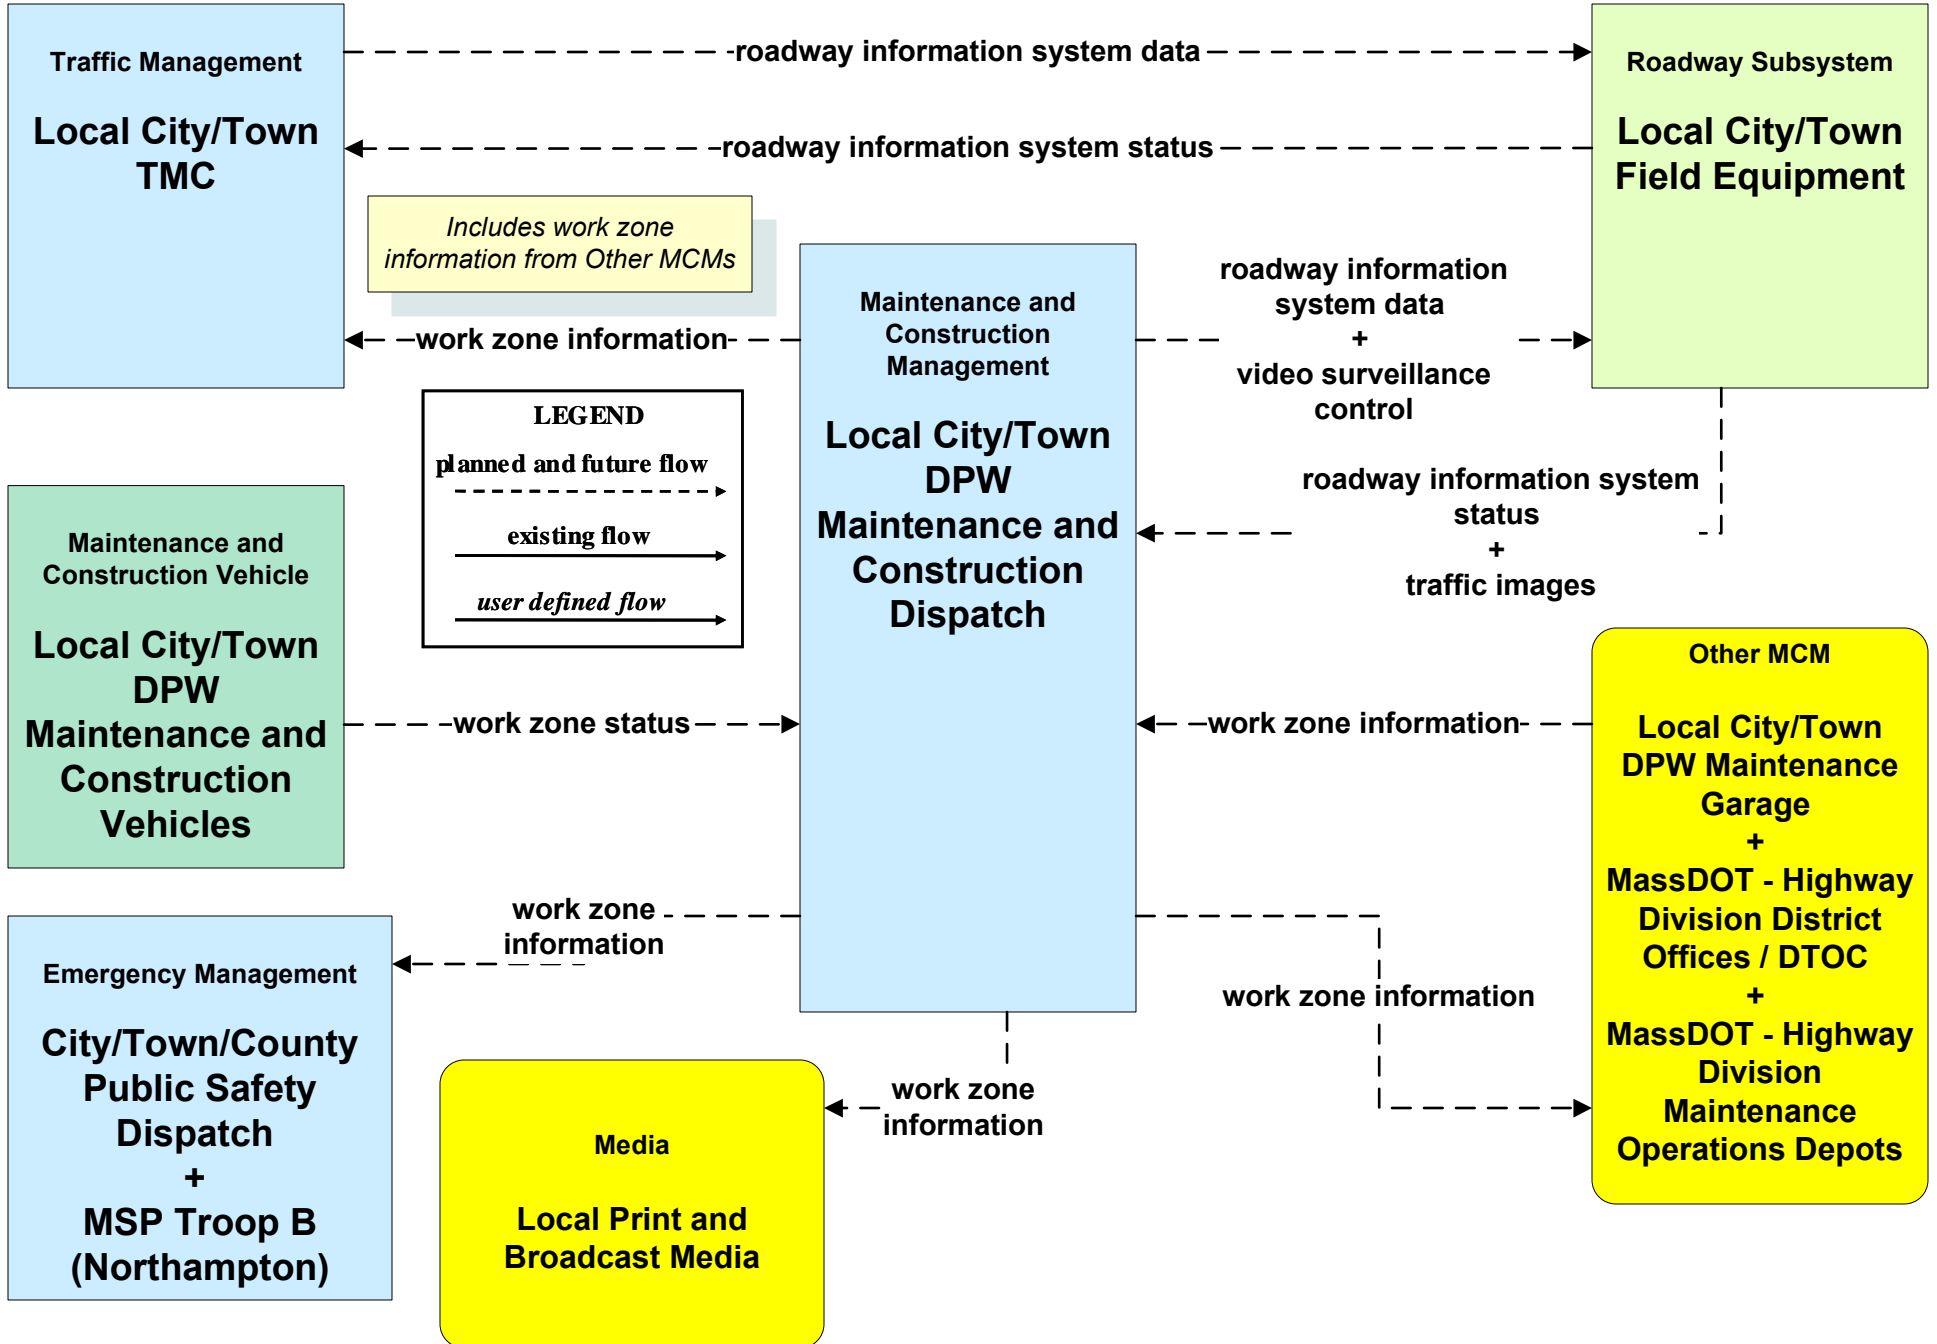 Traffic Management
Local City/Town
TMC
roadway information system data
roadway information system status
Roadway Subsystem
Local City/Town
Field Equipment
Includes work zone
information from Other MCMs
work zone information
Maintenance and
Construction
Management
Local City/Town
DPW
Maintenance and
Construction
Dispatch
roadway information
system data
+
video surveillance
control
roadway information system
status
+
traffic images
LEGEND
planned and future flow
existing flow
user defined flow
Maintenance and
Construction Vehicle
Local City/Town
DPW
Maintenance and
Construction
Vehicles
work zone status
work zone information
Other MCM
Local City/Town
DPW Maintenance
Garage
+
MassDOT - Highway
Division District
Offices / DTOC
+
MassDOT - Highway
Division
Maintenance
Operations Depots
work zone
information
work zone information
Emergency Management
City/Town/County
Public Safety
Dispatch
+
MSP Troop B
(Northampton)
work zone
information
Media
Local Print and
Broadcast Media